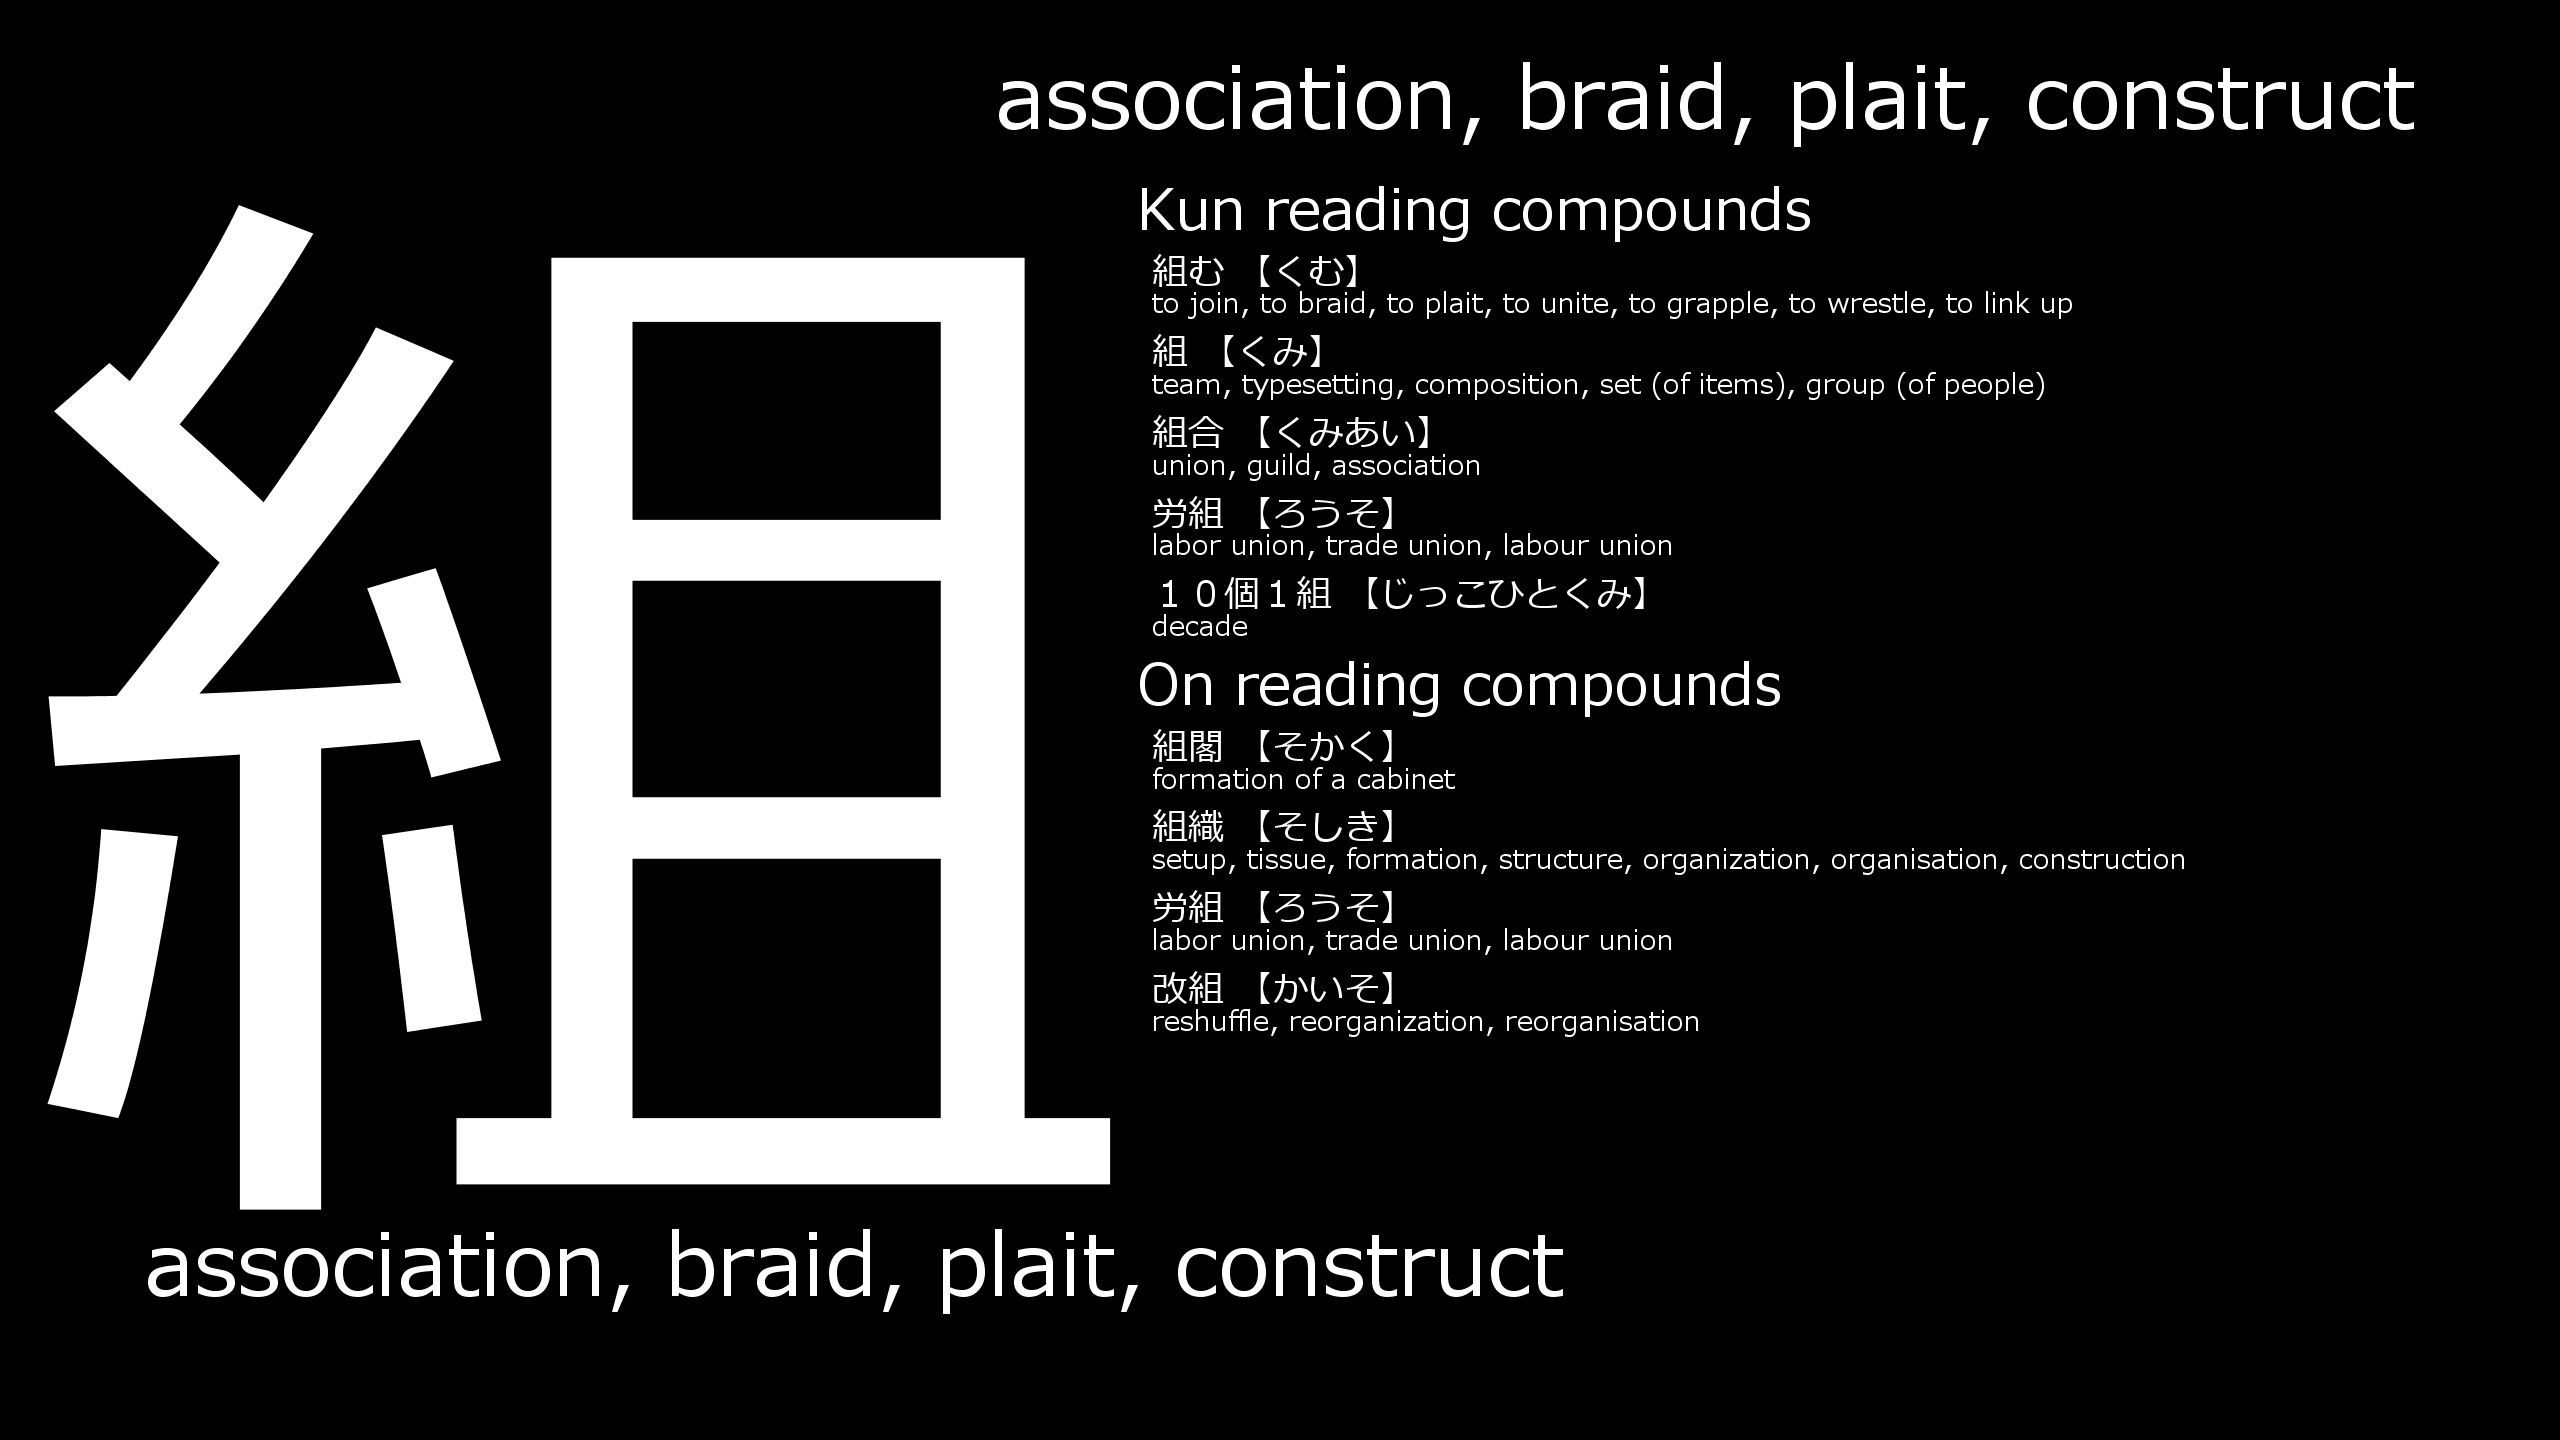 association, braid, plait, construct
組
Kun reading compounds
組む 【くむ】
to join, to braid, to plait, to unite, to grapple, to wrestle, to link up
組 【くみ】
team, typesetting, composition, set (of items), group (of people)
組合 【くみあい】
union, guild, association
労組 【ろうそ】
labor union, trade union, labour union
１０個１組 【じっこひとくみ】
decade
On reading compounds
組閣 【そかく】
formation of a cabinet
組織 【そしき】
setup, tissue, formation, structure, organization, organisation, construction
労組 【ろうそ】
labor union, trade union, labour union
改組 【かいそ】
reshuffle, reorganization, reorganisation
association, braid, plait, construct